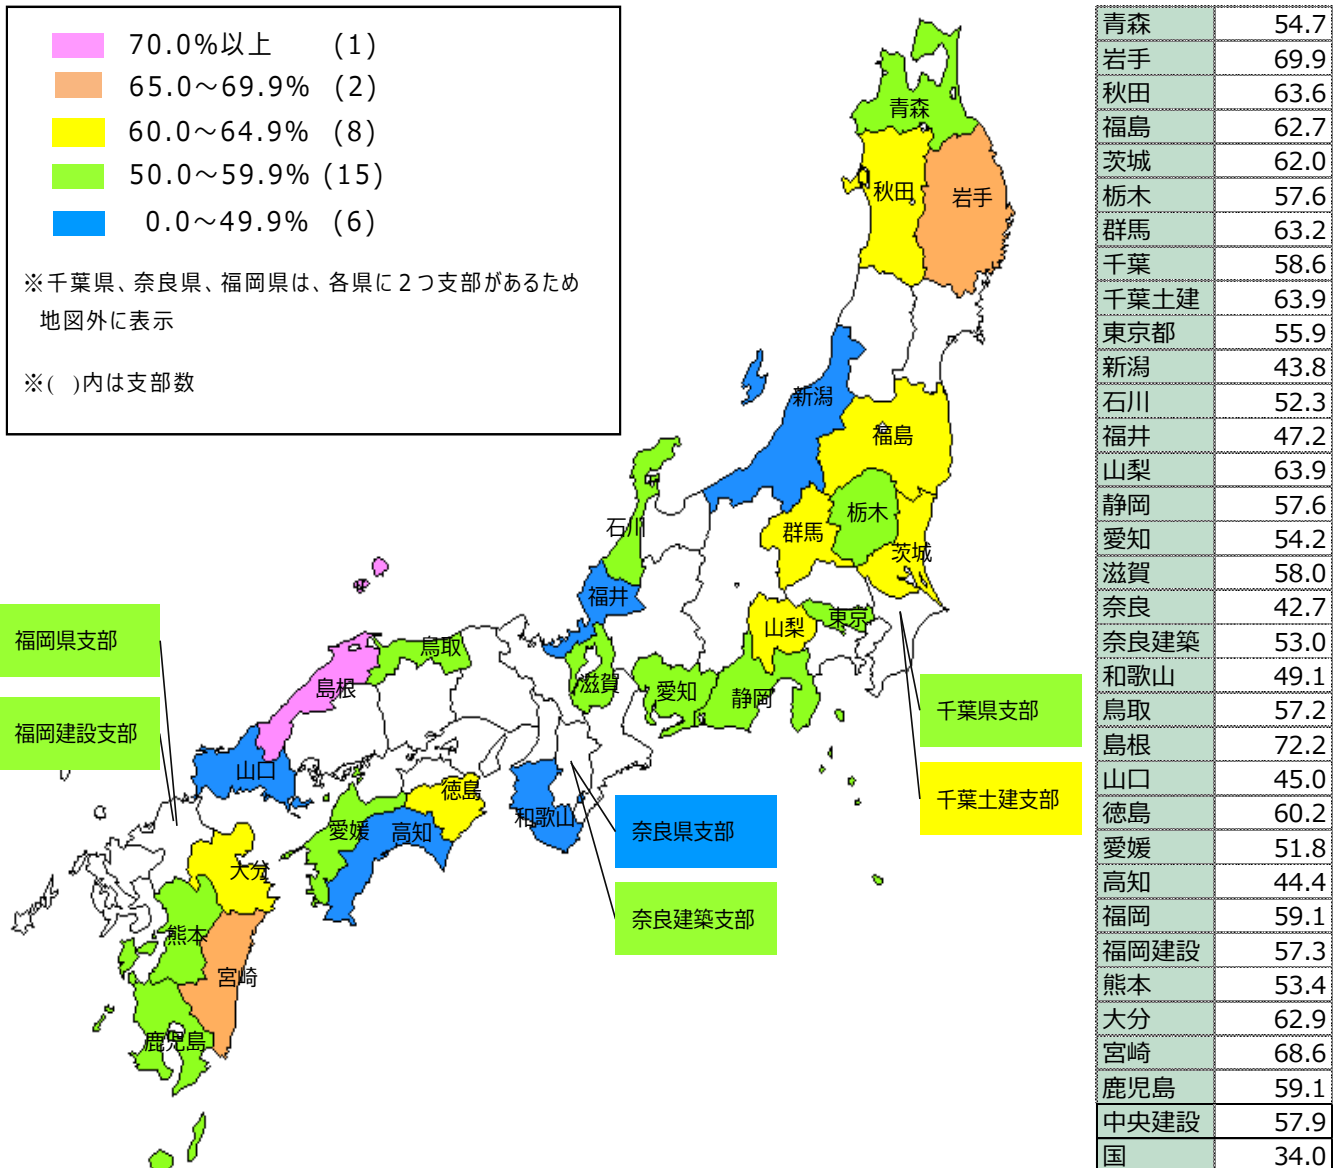 70.0%以上 (1)
65.0～69.9% (2)
60.0～64.9% (8)
50.0～59.9% (15)
0.0～49.9% (6)
※千葉県、奈良県、福岡県は、各県に２つ支部があるため
地図外に表示
※( )内は支部数
青森
秋田
岩手
新潟
福島
栃木
群馬
茨城
石川
福井
山梨
東京
鳥取
島根
滋賀
愛知
静岡
山口
徳島
愛媛
高知
和歌山
大分
熊本
宮崎
鹿児島
福岡県支部
福岡建設支部
千葉県支部
千葉土建支部
奈良県支部
奈良建築支部
青森 54.7
岩手 69.9
秋田 63.6
福島 62.7
茨城 62.0
栃木 57.6
群馬 63.2
千葉 58.6
千葉土建 63.9
東京都 55.9
新潟 43.8
石川 52.3
福井 47.2
山梨 63.9
静岡 57.6
愛知 54.2
滋賀 58.0
奈良 42.7
奈良建築 53.0
和歌山 49.1
鳥取 57.2
島根 72.2
山口 45.0
徳島 60.2
愛媛 51.8
高知 44.4
福岡 59.1
福岡建設 57.3
熊本 53.4
大分 62.9
宮崎 68.6
鹿児島 59.1
中央建設 57.9
国 34.0